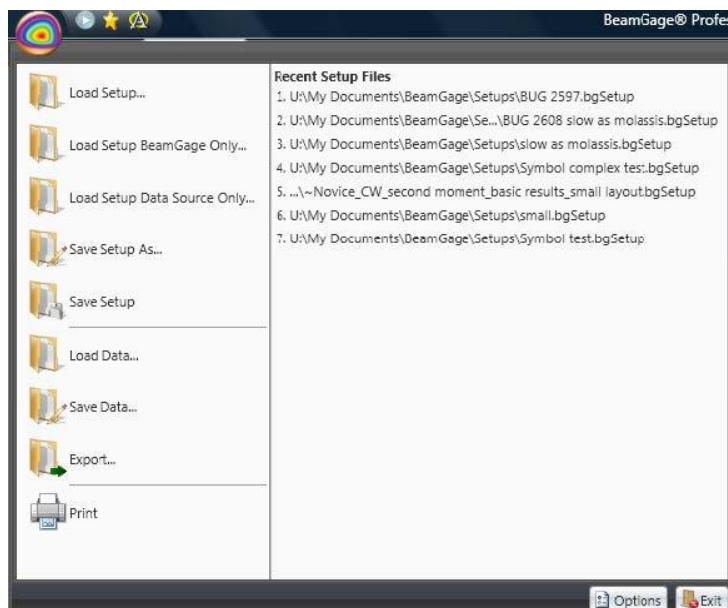 BeamGage® Profes
Load Setup...
Load Setup BeamGage Only...
Load Setup Data Source Only...
Save Setup As...
Save Setup
Load Data...
Save Data...
Export...
Print
Recent Setup Files
1. U:\My Documents\BeamGage\Setups\BUG 2597.bgSetup
2. U:\My Documents\BeamGage\Se...\BUG 2608 slow as molassis.bgSetup
3. U:\My Documents\BeamGage\Setups\slow as molassis.bgSetup
4. U:\My Documents\BeamGage\Setups\Symbol complex test.bgSetup
5. ...\~Novice_CW_second moment_basic results_small layout.bgSetup
6. U:\My Documents\BeamGage\Setups\small.bgSetup
7. U:\My Documents\BeamGage\Setups\Symbol test.bgSetup
Options
Exit